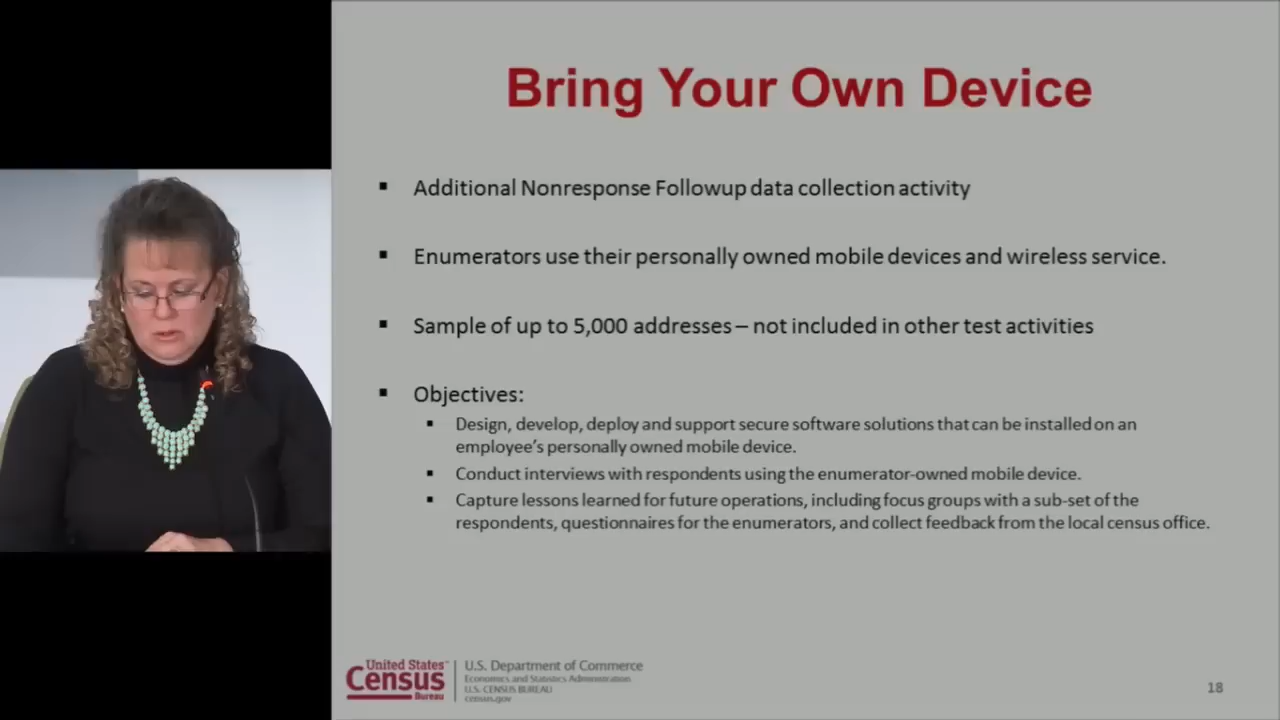 Bring Your Own Device
▪ Additional Nonresponse Followup data collection activity
▪ Enumerators use their personally owned mobile devices and wireless service.
▪ Sample of up to 5,000 addresses – not included in other test activities
▪ Objectives:
▪ Design, develop, deploy and support secure software solutions that can be installed on an
employee's personally owned mobile device.
▪ Conduct interviews with respondents using the enumerator-owned mobile device.
▪ Capture lessons learned for future operations, including focus groups with a sub-set of the
respondents, questionnaires for the enumerators, and collect feedback from the local census office.
United States
Census
Bureau
U.S. Department of Commerce
Economics and Statistics Administration
U.S. CENSUS BUREAU
census.gov
18